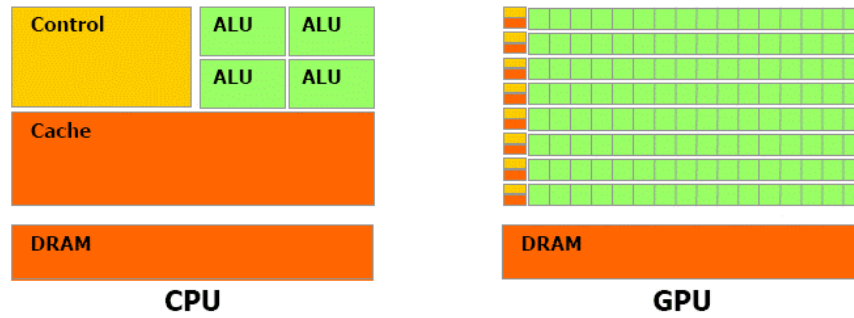 Control
ALU ALU
ALU ALU
Cache
DRAM
CPU
DRAM
GPU